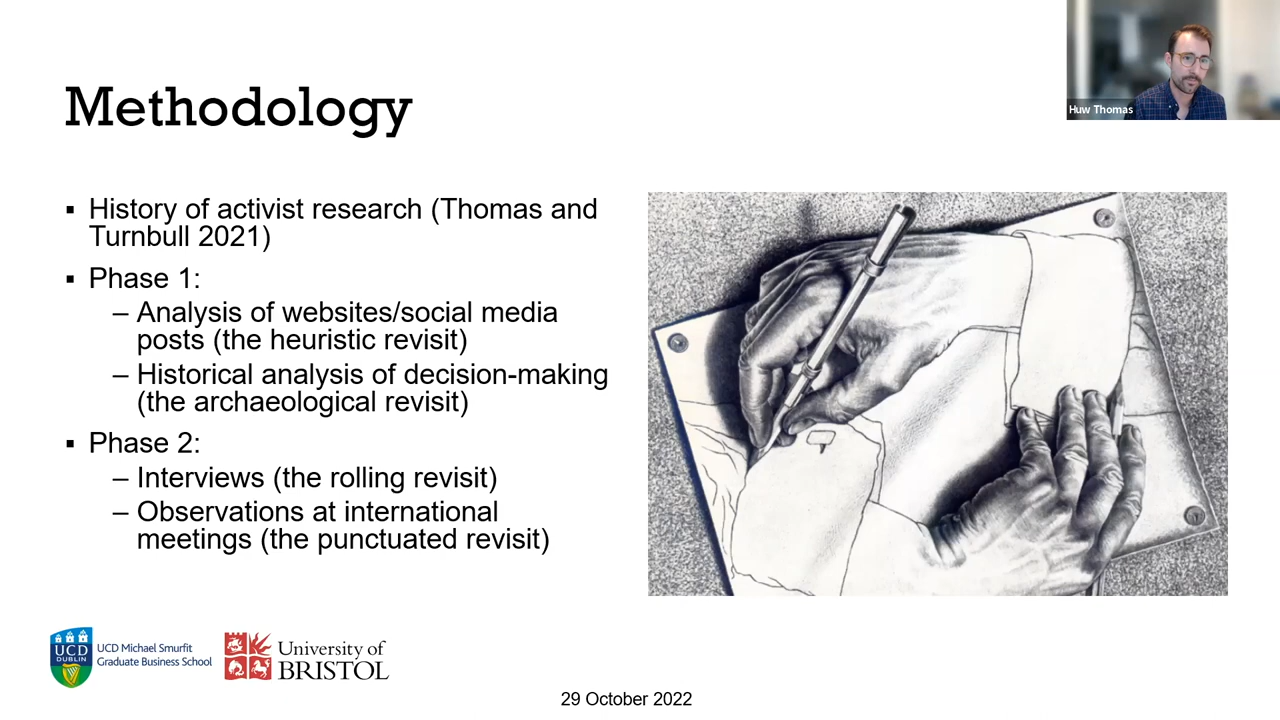 Huw Thomas
Methodology
▪ History of activist research (Thomas and
Turnbull 2021)
▪ Phase 1:
– Analysis of websites/social media
posts (the heuristic revisit)
– Historical analysis of decision-making
(the archaeological revisit)
▪ Phase 2:
– Interviews (the rolling revisit)
– Observations at international
meetings (the punctuated revisit)
UCD
DUBLIN
UCD Michael Smurfit
Graduate Business School
University of
BRISTOL
29 October 2022